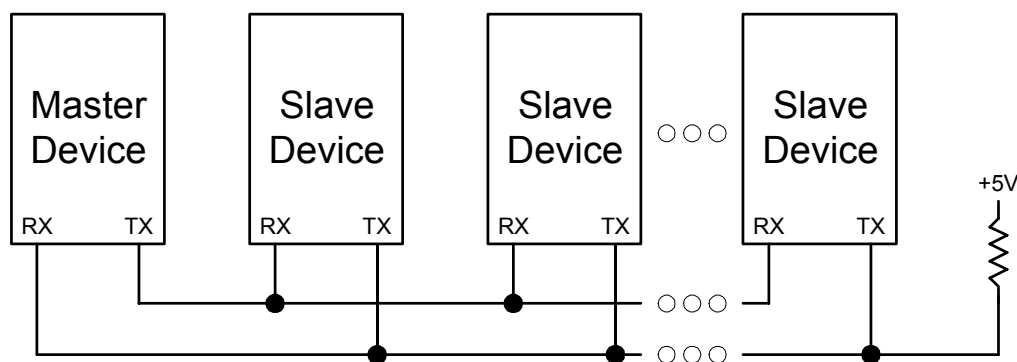 Master
Device
Slave
Device
Slave
Device
Slave
Device
+5V
RX TX
RX TX
RX TX
RX TX